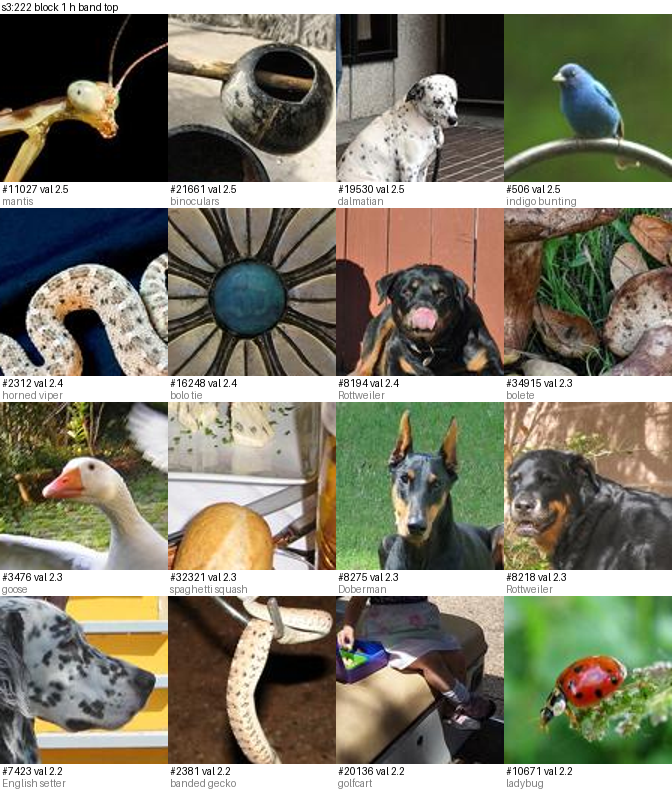 s3:222 block 1 h band top
#11027 val 2.5
mantis
#21661 val 2.5
binoculars
#19530 val 2.5
dalmatian
#506 val 2.5
indigo bunting
#2312 val 2.4
horned viper
#16248 val 2.4
bolo tie
#8194 val 2.4
Rottweiler
#34915 val 2.3
bolete
#3476 val 2.3
goose
#32321 val 2.3
spaghetti squash
#8275 val 2.3
Doberman
#8218 val 2.3
Rottweiler
#7423 val 2.2
English setter
#2381 val 2.2
banded gecko
#20136 val 2.2
golfcart
#10671 val 2.2
ladybug